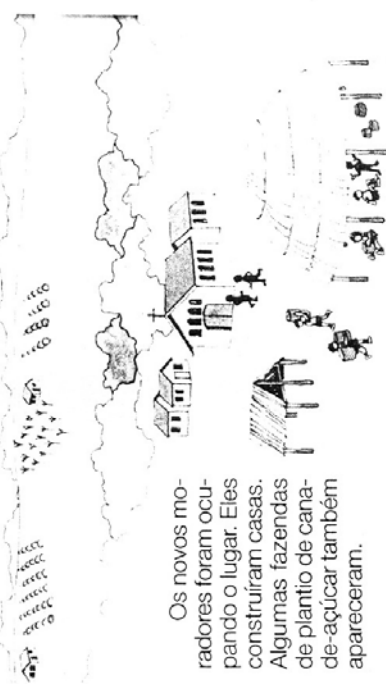 Os novos mo-
radores foram ocu-
pando o lugar. Eles
construíram casas.
Algumas fazendas
de plantio de cana-
de-açúcar também
apareceram.